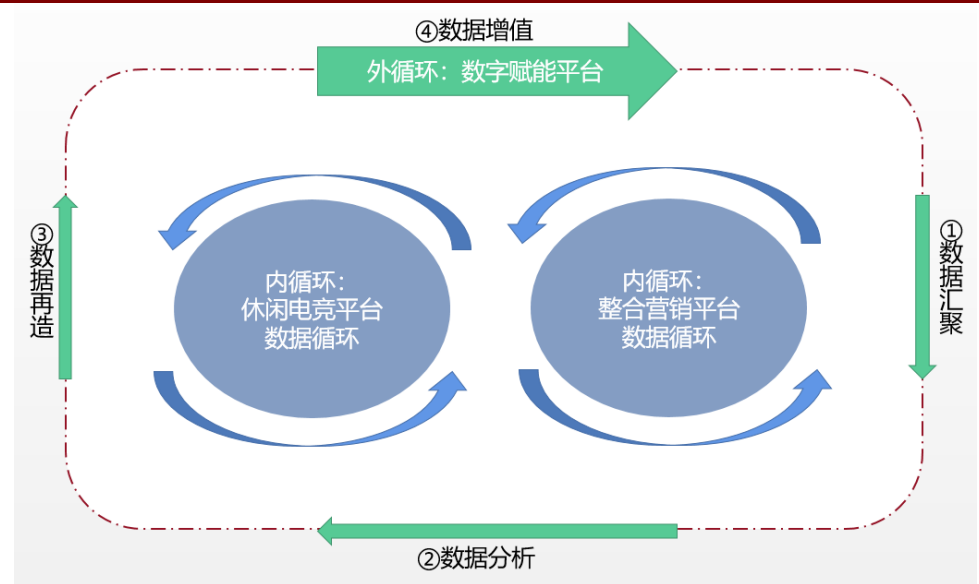 ④数据增值
外循环：数字赋能平台
③数据再造
内循环：
休闲电竞平台
数据循环
内循环：
整合营销平台
数据循环
①数据汇聚
②数据分析